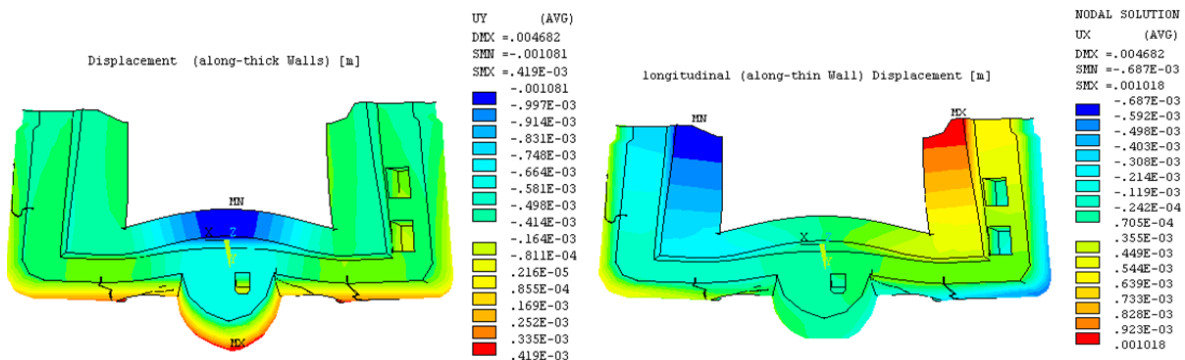 UY (AVG)
DMX =.004682
SMN =-.001081
SMX =.419E-03
-.001081
-.997E-03
-.914E-03
-.831E-03
-.748E-03
-.664E-03
-.581E-03
-.498E-03
-.414E-03
-.164E-03
-.811E-04
.216E-05
.855E-04
.169E-03
.252E-03
.335E-03
.419E-03
Displacement (along-thick Walls) [m]
MN
X Z
Y
MX
NODAL SOLUTION
UX (AVG)
DMX =.004682
SMN =-.687E-03
SMX =.001018
-.687E-03
-.592E-03
-.498E-03
-.403E-03
-.308E-03
-.214E-03
-.119E-03
-.242E-04
.705E-04
.355E-03
.449E-03
.544E-03
.639E-03
.733E-03
.828E-03
.923E-03
.001018
longitudinal (along-thin Wall) Displacement [m]
MN
MX
X Z
Y